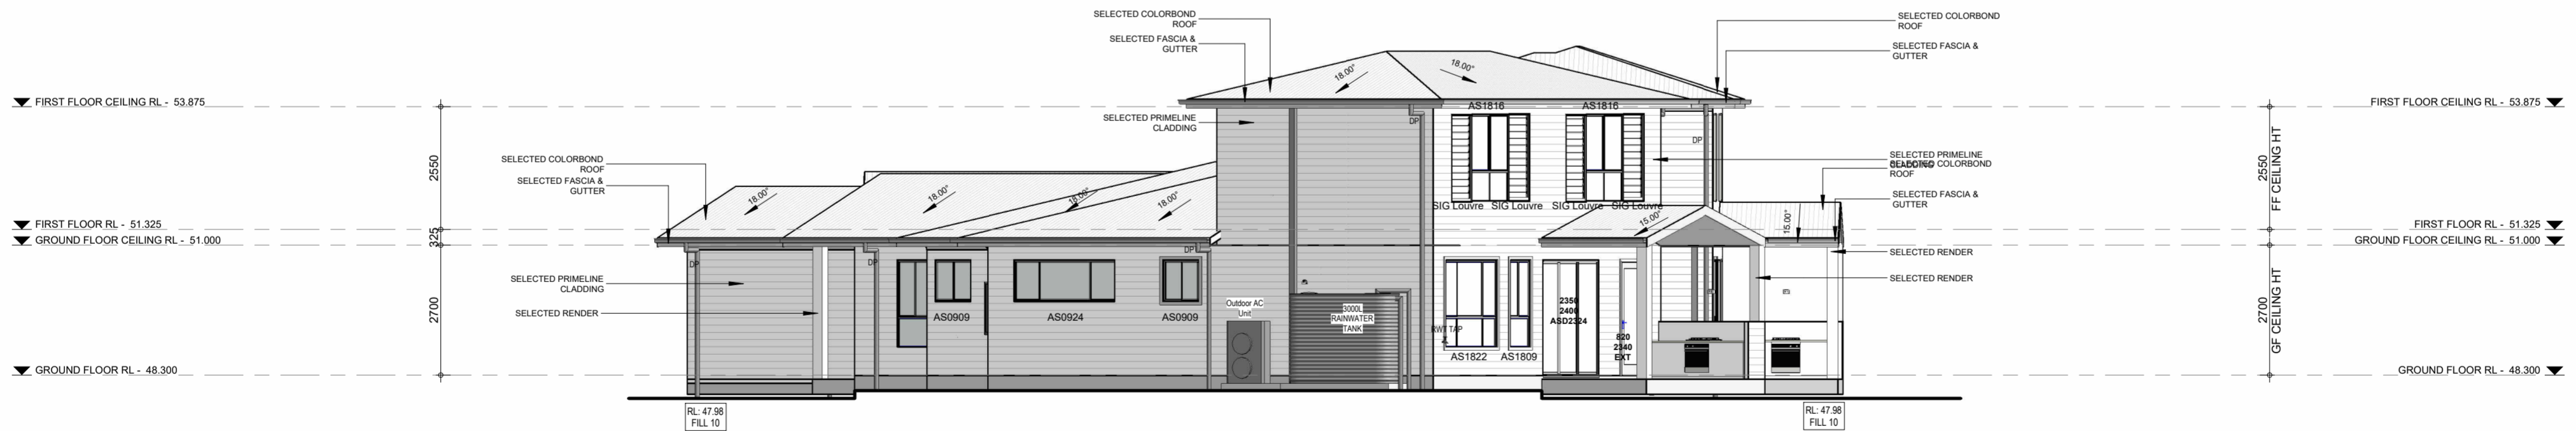 SELECTED COLORBOND
ROOF
SELECTED FASCIA &
GUTTER
SELECTED COLORBOND
ROOF
SELECTED FASCIA &
GUTTER
18.00°
18.00°
FIRST FLOOR CEILING RL - 53.875
FIRST FLOOR CEILING RL - 53.875
AS1816
AS1816
SELECTED PRIMELINE
CLADDING
DP
DP
2550
2550
FF CEILING HT
SELECTED COLORBOND
ROOF
SELECTED FASCIA &
GUTTER
SELECTED PRIMELINE
CLADDING
SELECTED COLORBOND
ROOF
SELECTED FASCIA &
GUTTER
18.00°
18.00°
18.00°
18.00°
SIG Louvre
SIG Louvre
SIG Louvre
SIG Louvre
15.00°
15.00°
FIRST FLOOR RL - 51.325
FIRST FLOOR RL - 51.325
325
GROUND FLOOR CEILING RL - 51.000
GROUND FLOOR CEILING RL - 51.000
DP
DP
DP
SELECTED RENDER
SELECTED RENDER
SELECTED PRIMELINE
CLADDING
SELECTED RENDER
2700
2700
GF CEILING HT
AS0909
AS0924
AS0909
Outdoor AC
Unit
3000L
RAINWATER
TANK
RWT TAP
AS1822
AS1809
2350
2400
ASD2324
820
2340
EXT
GROUND FLOOR RL - 48.300
GROUND FLOOR RL - 48.300
RL: 47.98
FILL 10
RL: 47.98
FILL 10